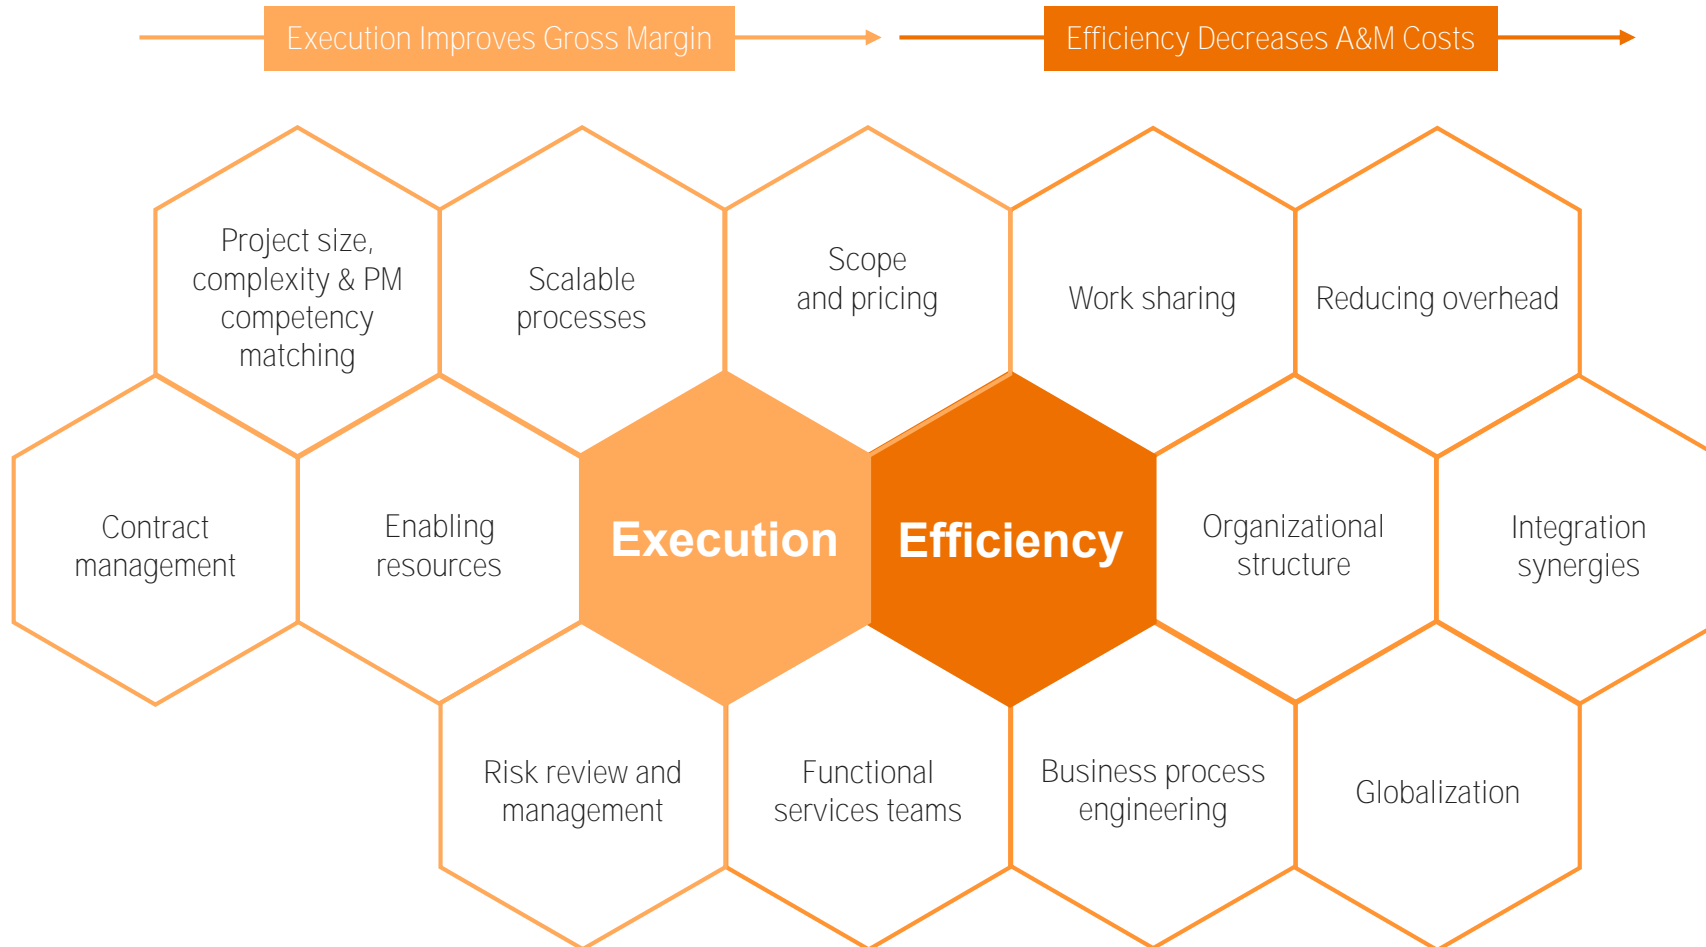 Execution Improves Gross Margin
Efficiency Decreases A&M Costs
Project size,
complexity & PM
competency
matching
Scalable
processes
Scope
and pricing
Work sharing
Reducing overhead
Contract
management
Enabling
resources
Execution
Efficiency
Organizational
structure
Integration
synergies
Risk review and
management
Functional
services teams
Business process
engineering
Globalization